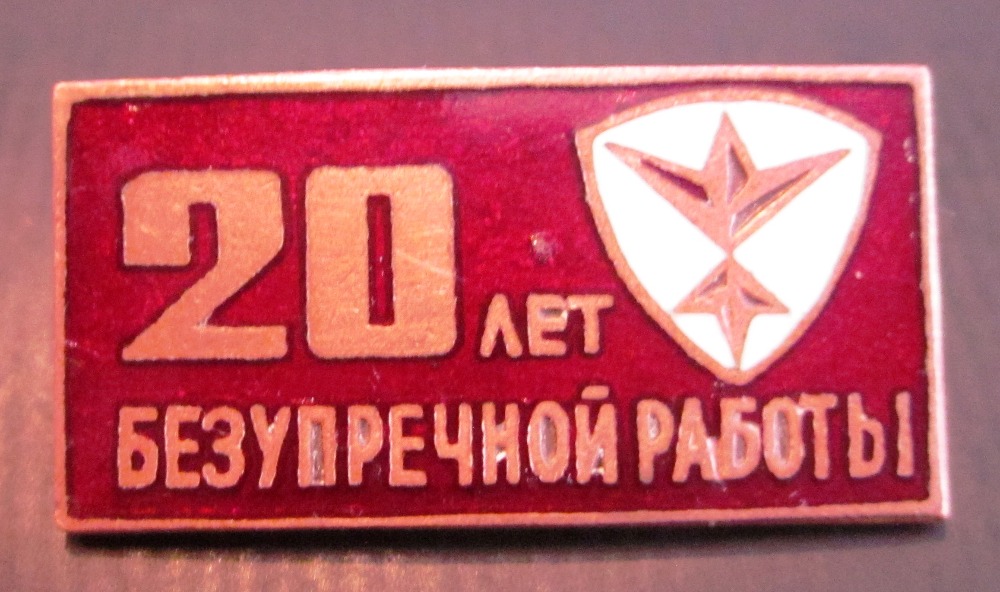 20 ЛЕТ
БЕЗУПРЕЧНОЙ РАБОТЫ